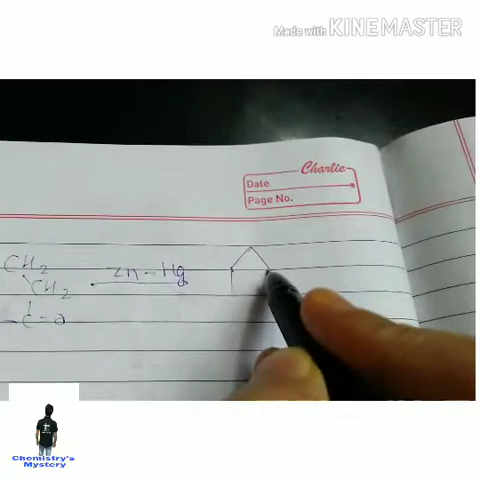 Made with KINEMASTER
Charlie
Date
Page No.
CH2
Zn-Hg
CH2
Chemistry's
Mystery